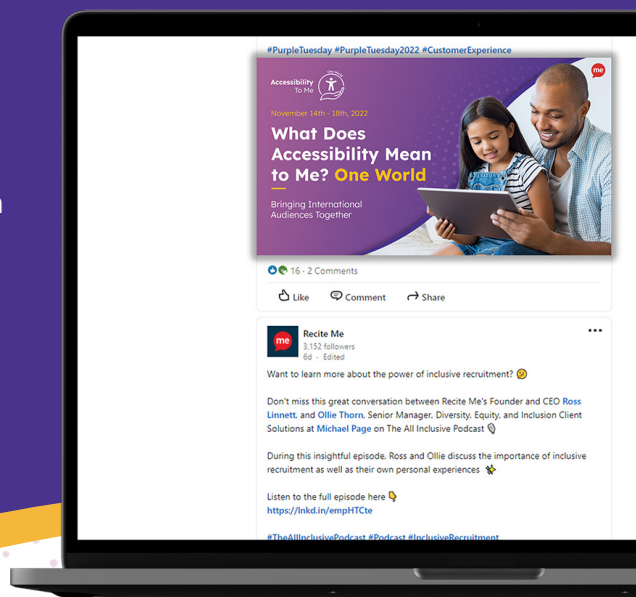 #PurpleTuesday #PurpleTuesday2022 #CustomerExperience
Accessibility
To Me
me
November 14th - 18th, 2022
What Does
Accessibility Mean
to Me? One World
Bringing International
Audiences Together
16 · 2 Comments
Like Comment Share
me
Recite Me
3,152 followers
6d · Edited
Want to learn more about the power of inclusive recruitment?
Don't miss this great conversation between Recite Me's Founder and CEO Ross
Linnett, and Ollie Thorn, Senior Manager, Diversity, Equity, and Inclusion Client
Solutions at Michael Page on The All Inclusive Podcast
During this insightful episode, Ross and Ollie discuss the importance of inclusive
recruitment as well as their own personal experiences
Listen to the full episode here
https://lnkd.in/empHTCte
#TheAllInclusivePodcast #Podcast #InclusiveRecruitment